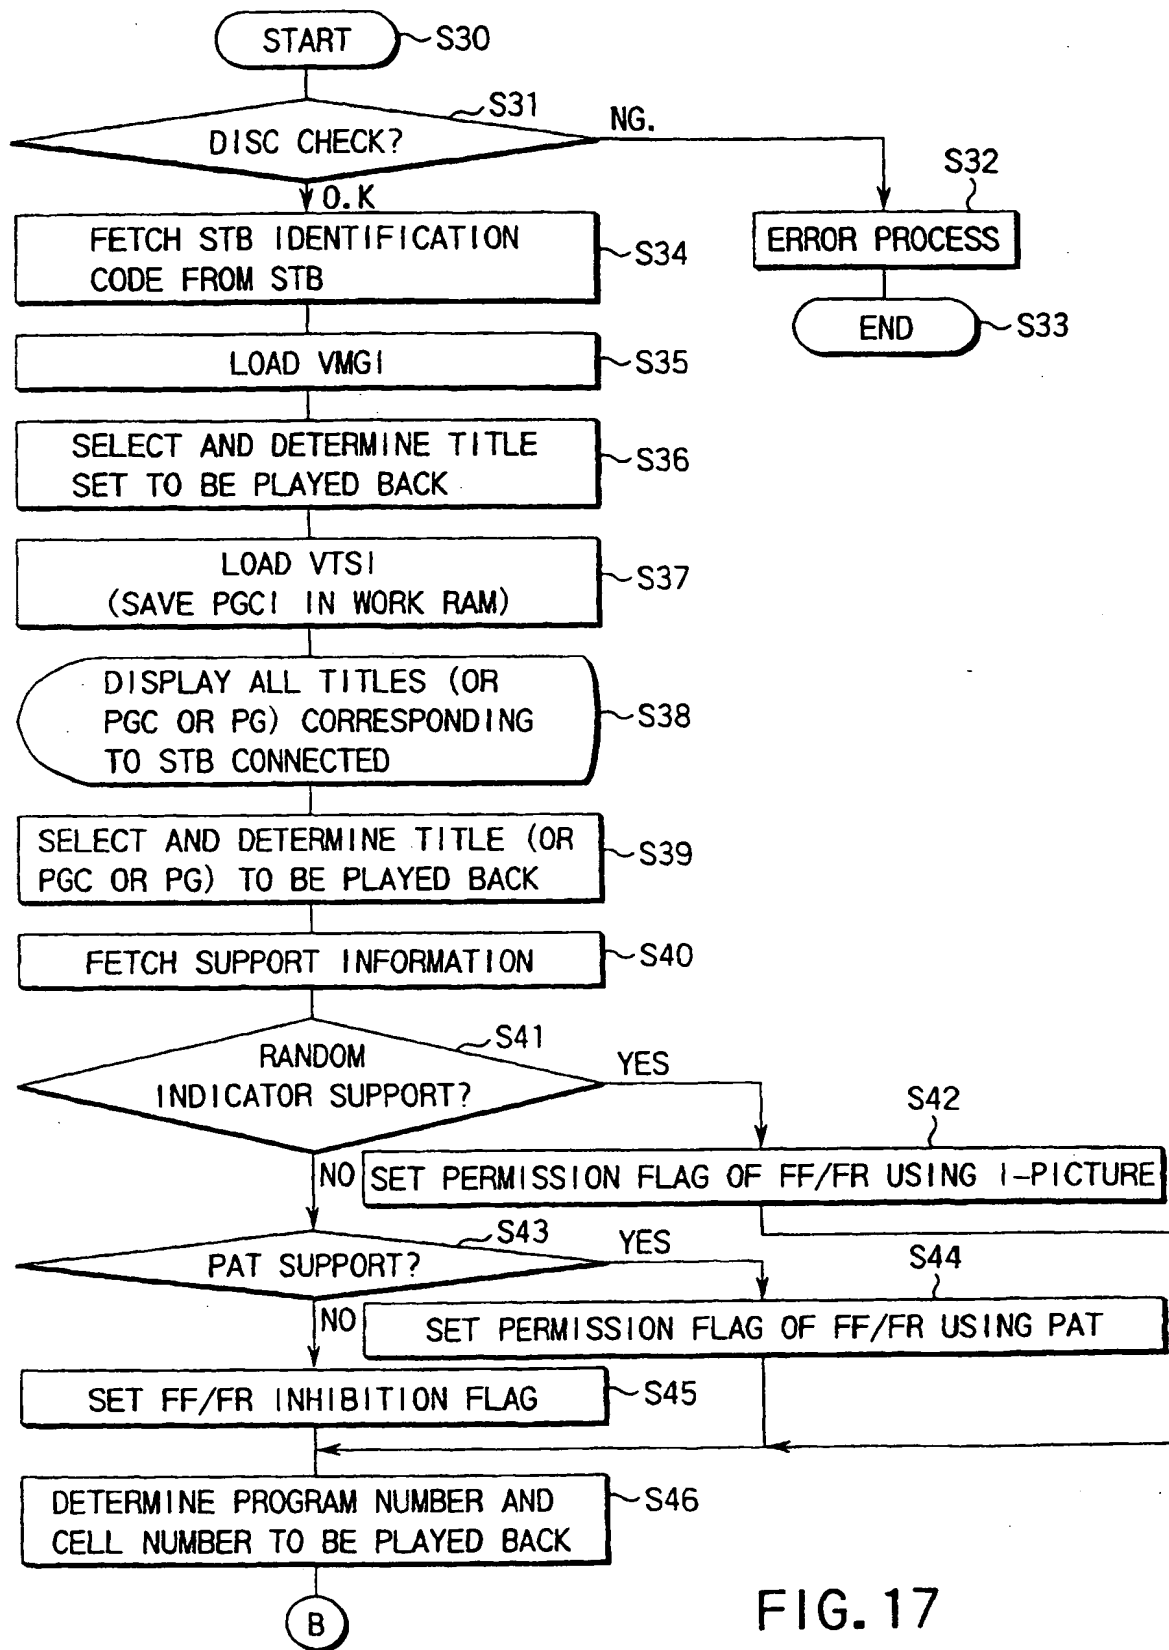 START
S30
S31
DISC CHECK?
NG.
O.K
S32
ERROR PROCESS
END
S33
FETCH STB IDENTIFICATION
CODE FROM STB
S34
LOAD VMGI
S35
SELECT AND DETERMINE TITLE
SET TO BE PLAYED BACK
S36
LOAD VTSI
(SAVE PGCI IN WORK RAM)
S37
DISPLAY ALL TITLES (OR
PGC OR PG) CORRESPONDING
TO STB CONNECTED
S38
SELECT AND DETERMINE TITLE (OR
PGC OR PG) TO BE PLAYED BACK
S39
FETCH SUPPORT INFORMATION
S40
S41
RANDOM
INDICATOR SUPPORT?
YES
S42
NO
SET PERMISSION FLAG OF FF/FR USING I-PICTURE
S43
PAT SUPPORT?
YES
S44
NO
SET PERMISSION FLAG OF FF/FR USING PAT
SET FF/FR INHIBITION FLAG
S45
DETERMINE PROGRAM NUMBER AND
CELL NUMBER TO BE PLAYED BACK
S46
B
FIG. 17